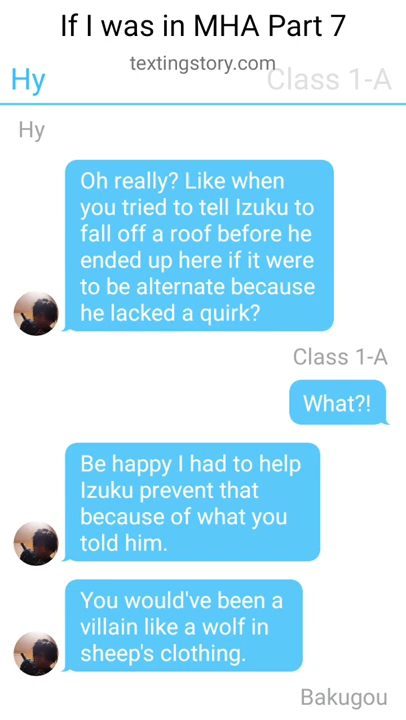 If I was in MHA Part 7
textingstory.com
Hy
Class 1-A
Hy
Oh really? Like when
you tried to tell Izuku to
fall off a roof before he
ended up here if it were
to be alternate because
he lacked a quirk?
Class 1-A
What?!
Be happy I had to help
Izuku prevent that
because of what you
told him.
You would've been a
villain like a wolf in
sheep's clothing.
Bakugou